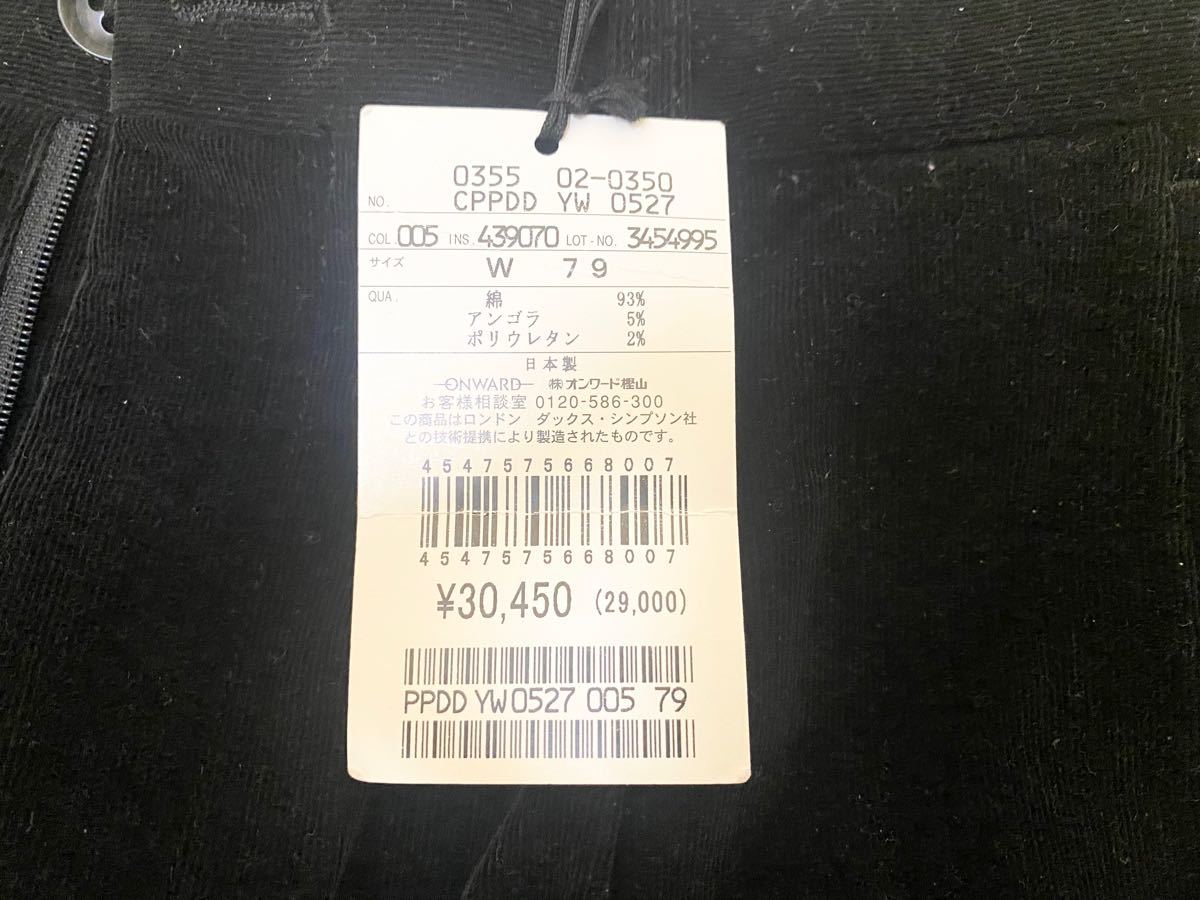 0355 02-0350
NO. CPPDD YW 0527
COL. 005 INS. 439070 LOT-NO. 3454995
サイズ W 79
QUA. 綿 93%
アンゴラ 5%
ポリウレタン 2%
日本製
ONWARD ㈱オンワード樫山
お客様相談室 0120-586-300
この商品はロンドン ダックス・シンプソン社
との技術提携により製造されたものです。
4547575668007
4547575668007
¥30,450 (29,000)
PPDD YW0527 005 79